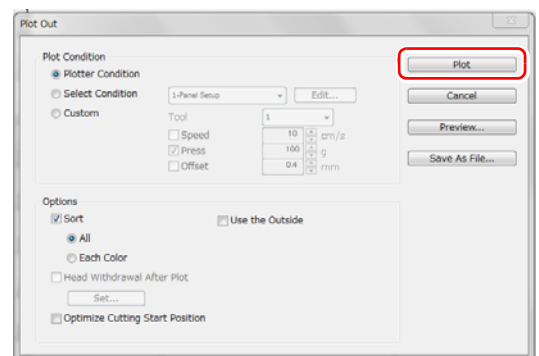 Plot Out
Plot Condition
Plotter Condition
Select Condition
1-Panel Setup
Edit...
Custom
Tool
1
Speed
10
cm/s
Press
100
g
Offset
0.4
mm
Plot
Cancel
Preview...
Save As File...
Options
Sort
Use the Outside
All
Each Color
Head Withdrawal After Plot
Set...
Optimize Cutting Start Position